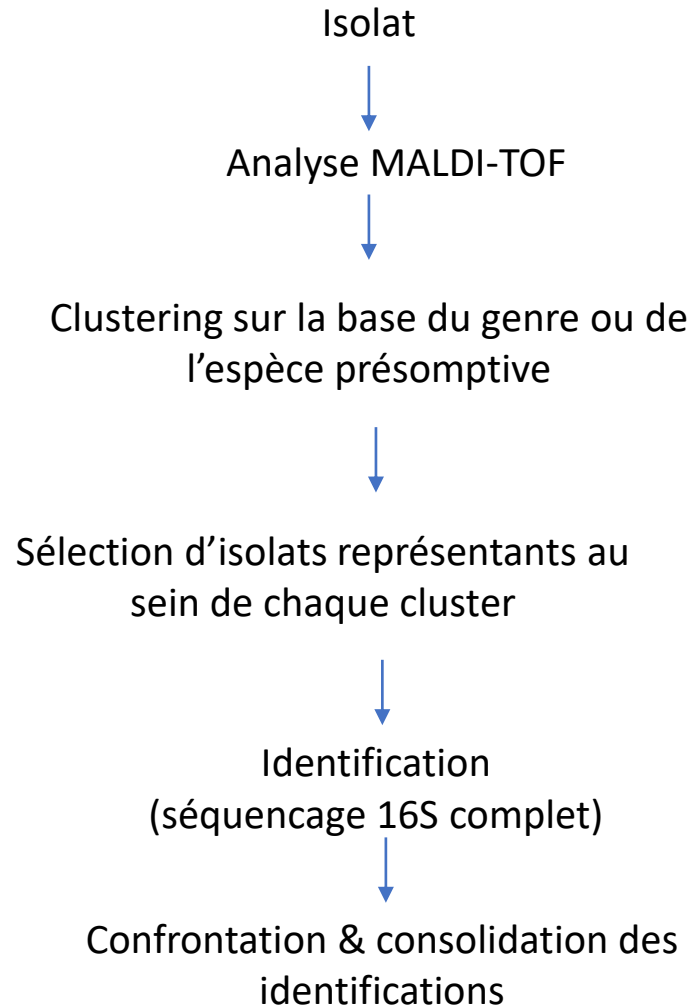 Isolat
Analyse MALDI-TOF
Clustering sur la base du genre ou de
l’espèce présomptive
Sélection d’isolats représentants au
sein de chaque cluster
Identification
(séquencage 16S complet)
Confrontation & consolidation des
identifications